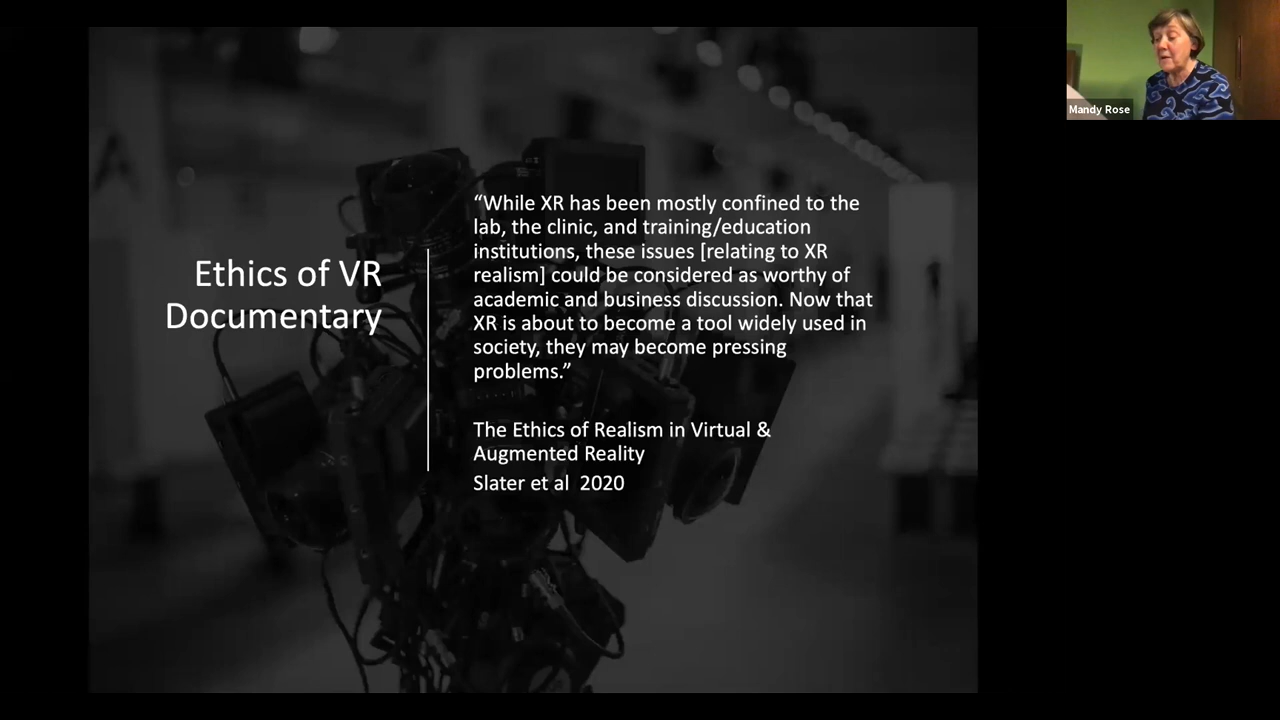 Ethics of VR
Documentary
“While XR has been mostly confined to the
lab, the clinic, and training/education
institutions, these issues [relating to XR
realism] could be considered as worthy of
academic and business discussion. Now that
XR is about to become a tool widely used in
society, they may become pressing
problems.”
The Ethics of Realism in Virtual &
Augmented Reality
Slater et al  2020
Mandy Rose